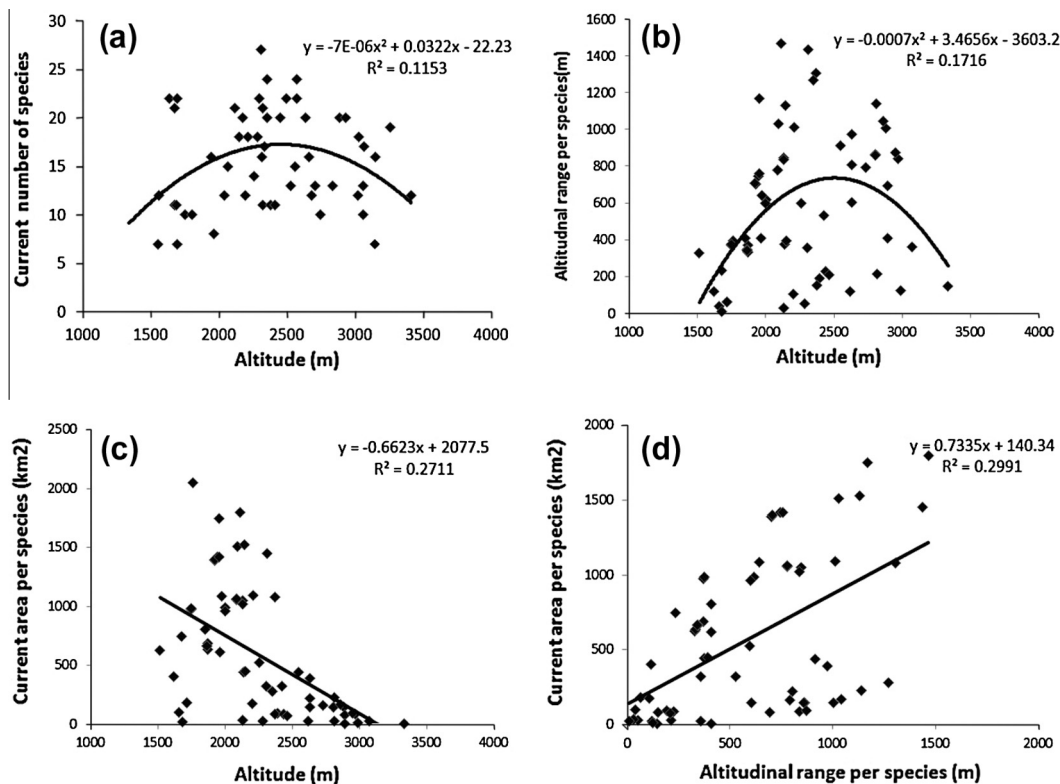 (a)
y = -7E-06x² + 0.0322x - 22.23
R² = 0.1153
Current number of species
30
25
20
15
10
5
0
1000 1500 2000 2500 3000 3500 4000
Altitude (m)
(b)
y = -0.0007x² + 3.4656x - 3603.2
R² = 0.1716
Altitudnal range per species(m)
1600
1400
1200
1000
800
600
400
200
0
1000 1500 2000 2500 3000 3500 4000
Altitude (m)
(c)
y = -0.6623x + 2077.5
R² = 0.2711
Current area per species (km2)
2500
2000
1500
1000
500
0
1000 1500 2000 2500 3000 3500 4000
Altitude (m)
(d)
y = 0.7335x + 140.34
R² = 0.2991
Current area per species (km2)
2000
1500
1000
500
0
0 500 1000 1500 2000
Altitudinal range per species (m)